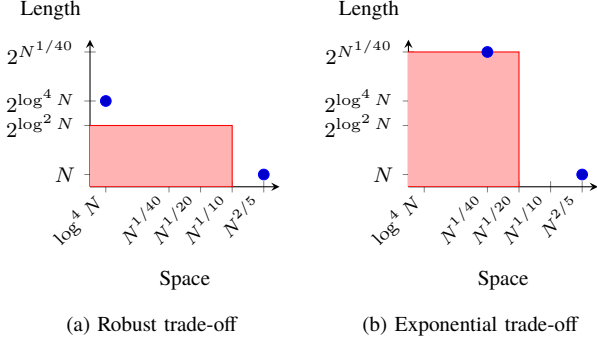 Length
2^{N^{1/40}}
2^{log^4 N}
2^{log^2 N}
N
log^4 N
N^{1/40}
N^{1/20}
N^{1/10}
N^{2/5}
Space
(a) Robust trade-off
Length
2^{N^{1/40}}
2^{log^4 N}
2^{log^2 N}
N
log^4 N
N^{1/40}
N^{1/20}
N^{1/10}
N^{2/5}
Space
(b) Exponential trade-off